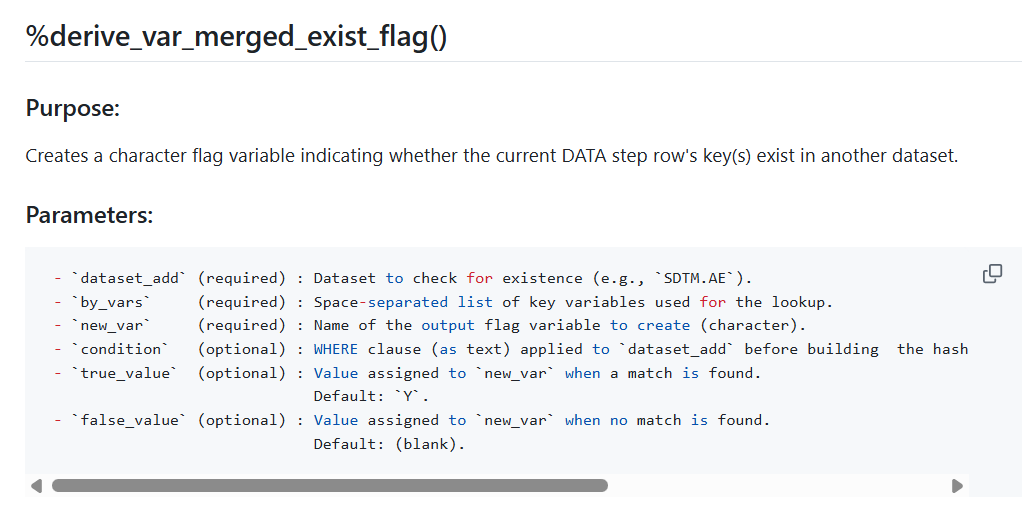 %derive_var_merged_exist_flag()
Purpose:
Creates a character flag variable indicating whether the current DATA step row's key(s) exist in another dataset.
Parameters:
- `dataset_add` (required) : Dataset to check for existence (e.g., `SDTM.AE`).
- `by_vars`     (required) : Space-separated list of key variables used for the lookup.
- `new_var`     (required) : Name of the output flag variable to create (character).
- `condition`   (optional) : WHERE clause (as text) applied to `dataset_add` before building  the hash
- `true_value`  (optional) : Value assigned to `new_var` when a match is found.
Default: `Y`.
- `false_value` (optional) : Value assigned to `new_var` when no match is found.
Default: (blank).